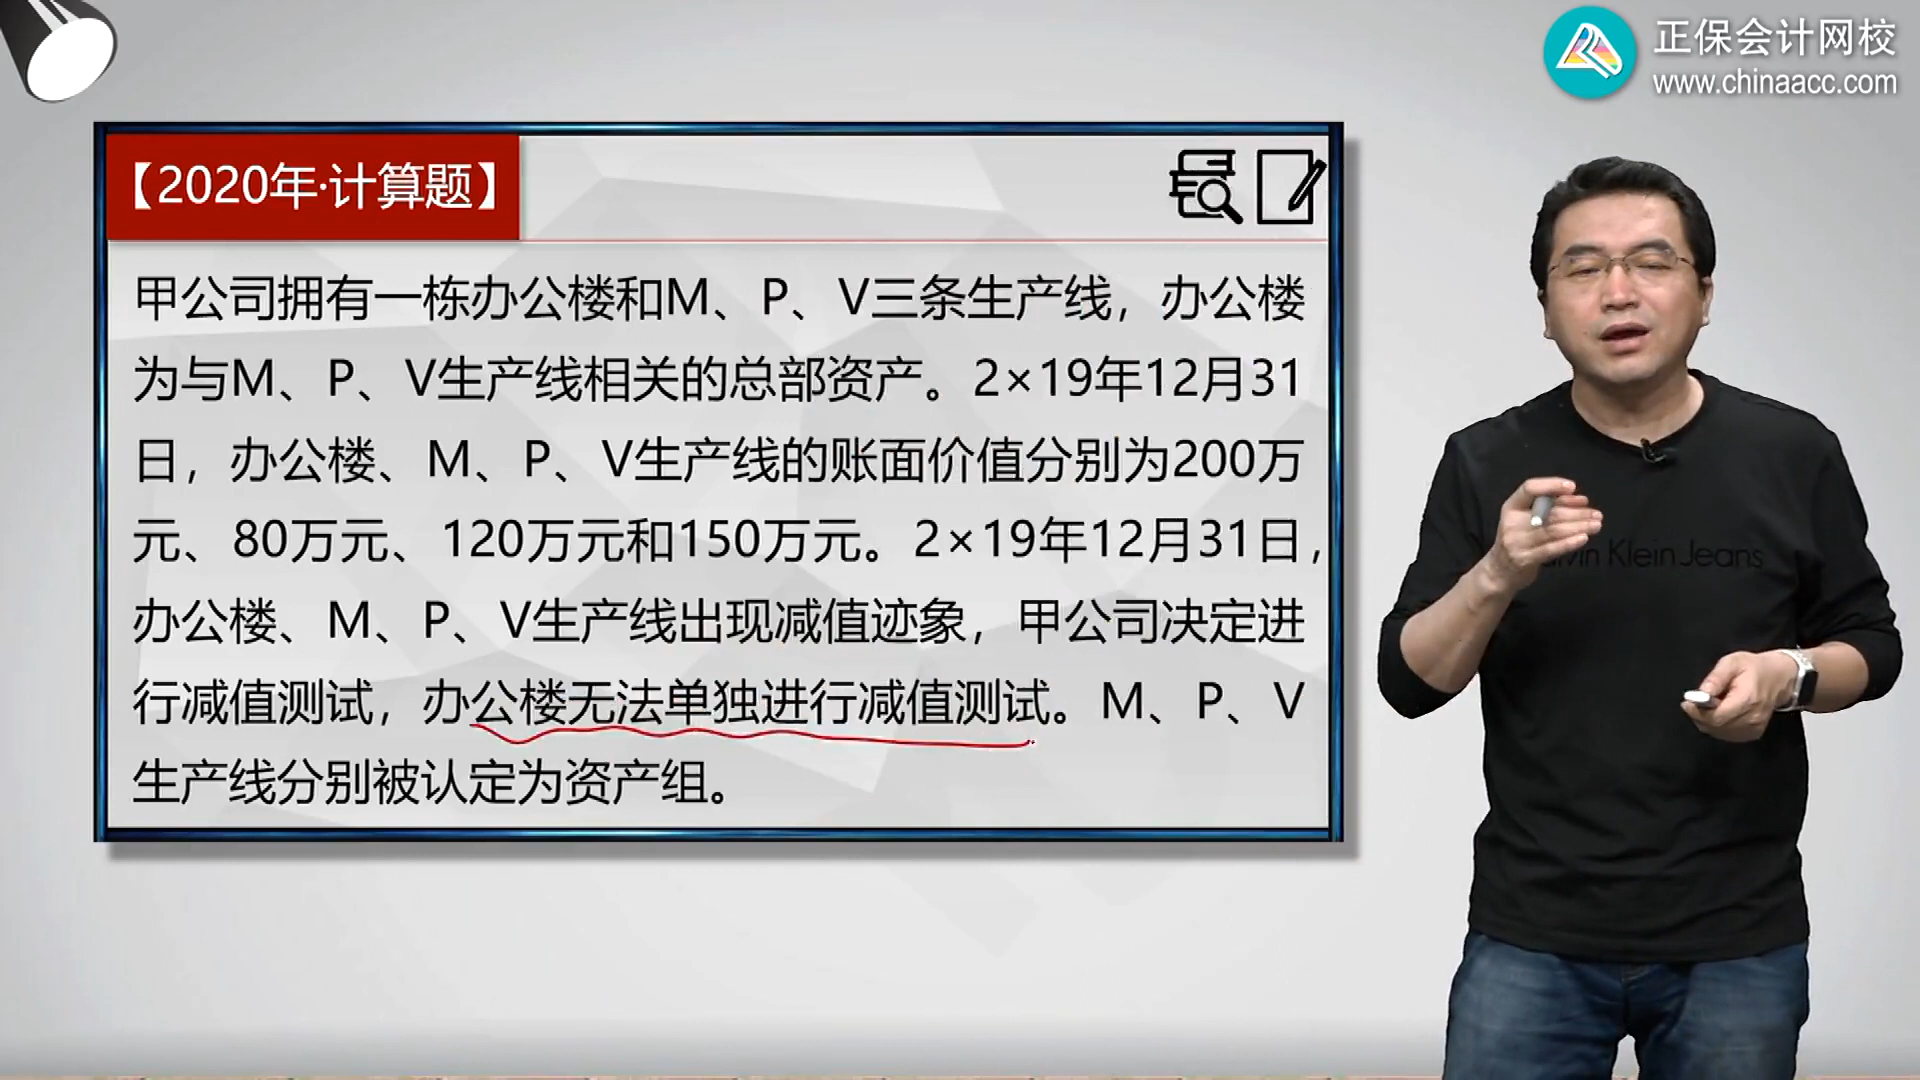 正保会计网校
www.chinaacc.com
【2020年·计算题】
甲公司拥有一栋办公楼和M、P、V三条生产线，办公楼
为与M、P、V生产线相关的总部资产。2×19年12月31
日，办公楼、M、P、V生产线的账面价值分别为200万
元、80万元、120万元和150万元。2×19年12月31日，
办公楼、M、P、V生产线出现减值迹象，甲公司决定进
行减值测试，办公楼无法单独进行减值测试。M、P、V
生产线分别被认定为资产组。
Klein Jeans